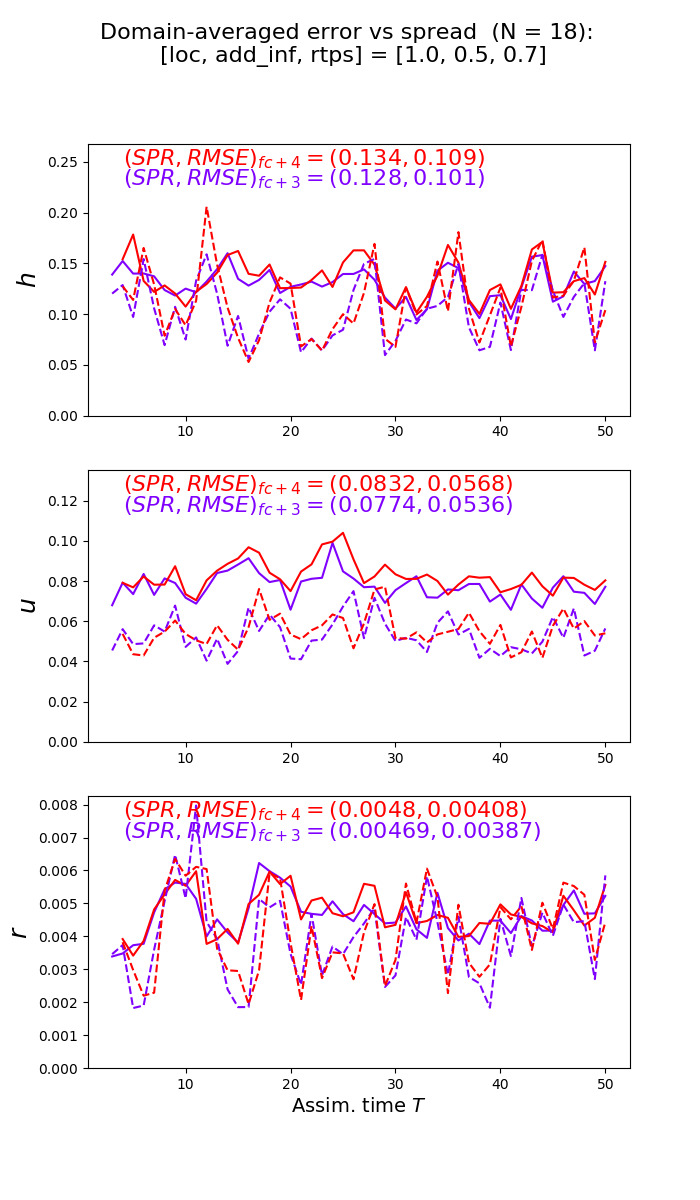 Domain-averaged error vs spread (N = 18):
[loc, add_inf, rtps] = [1.0, 0.5, 0.7]
(SPR, RMSE)fc+4 = (0.134, 0.109)
(SPR, RMSE)fc+3 = (0.128, 0.101)
0.25
0.20
0.15
0.10
0.05
0.00
h
10 20 30 40 50
(SPR, RMSE)fc+4 = (0.0832, 0.0568)
(SPR, RMSE)fc+3 = (0.0774, 0.0536)
0.12
0.10
0.08
0.06
0.04
0.02
0.00
u
10 20 30 40 50
(SPR, RMSE)fc+4 = (0.0048, 0.00408)
(SPR, RMSE)fc+3 = (0.00469, 0.00387)
0.008
0.007
0.006
0.005
0.004
0.003
0.002
0.001
0.000
r
10 20 30 40 50
Assim. time T